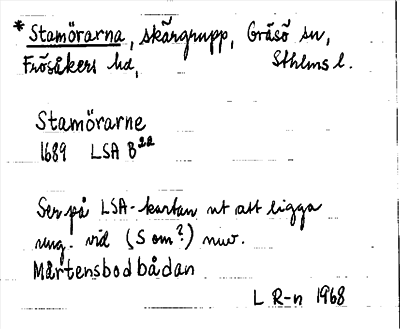 * Stamörarna, skärgrupp, Gräsö sn,
Frösåkers hd, Sthlms l.
Stamörarne
1689 LSA B22
Ser på LSA-kartan ut att ligga
ung. vid (S om?) nuv.
Mårtensbodbådan
L R-n 1968